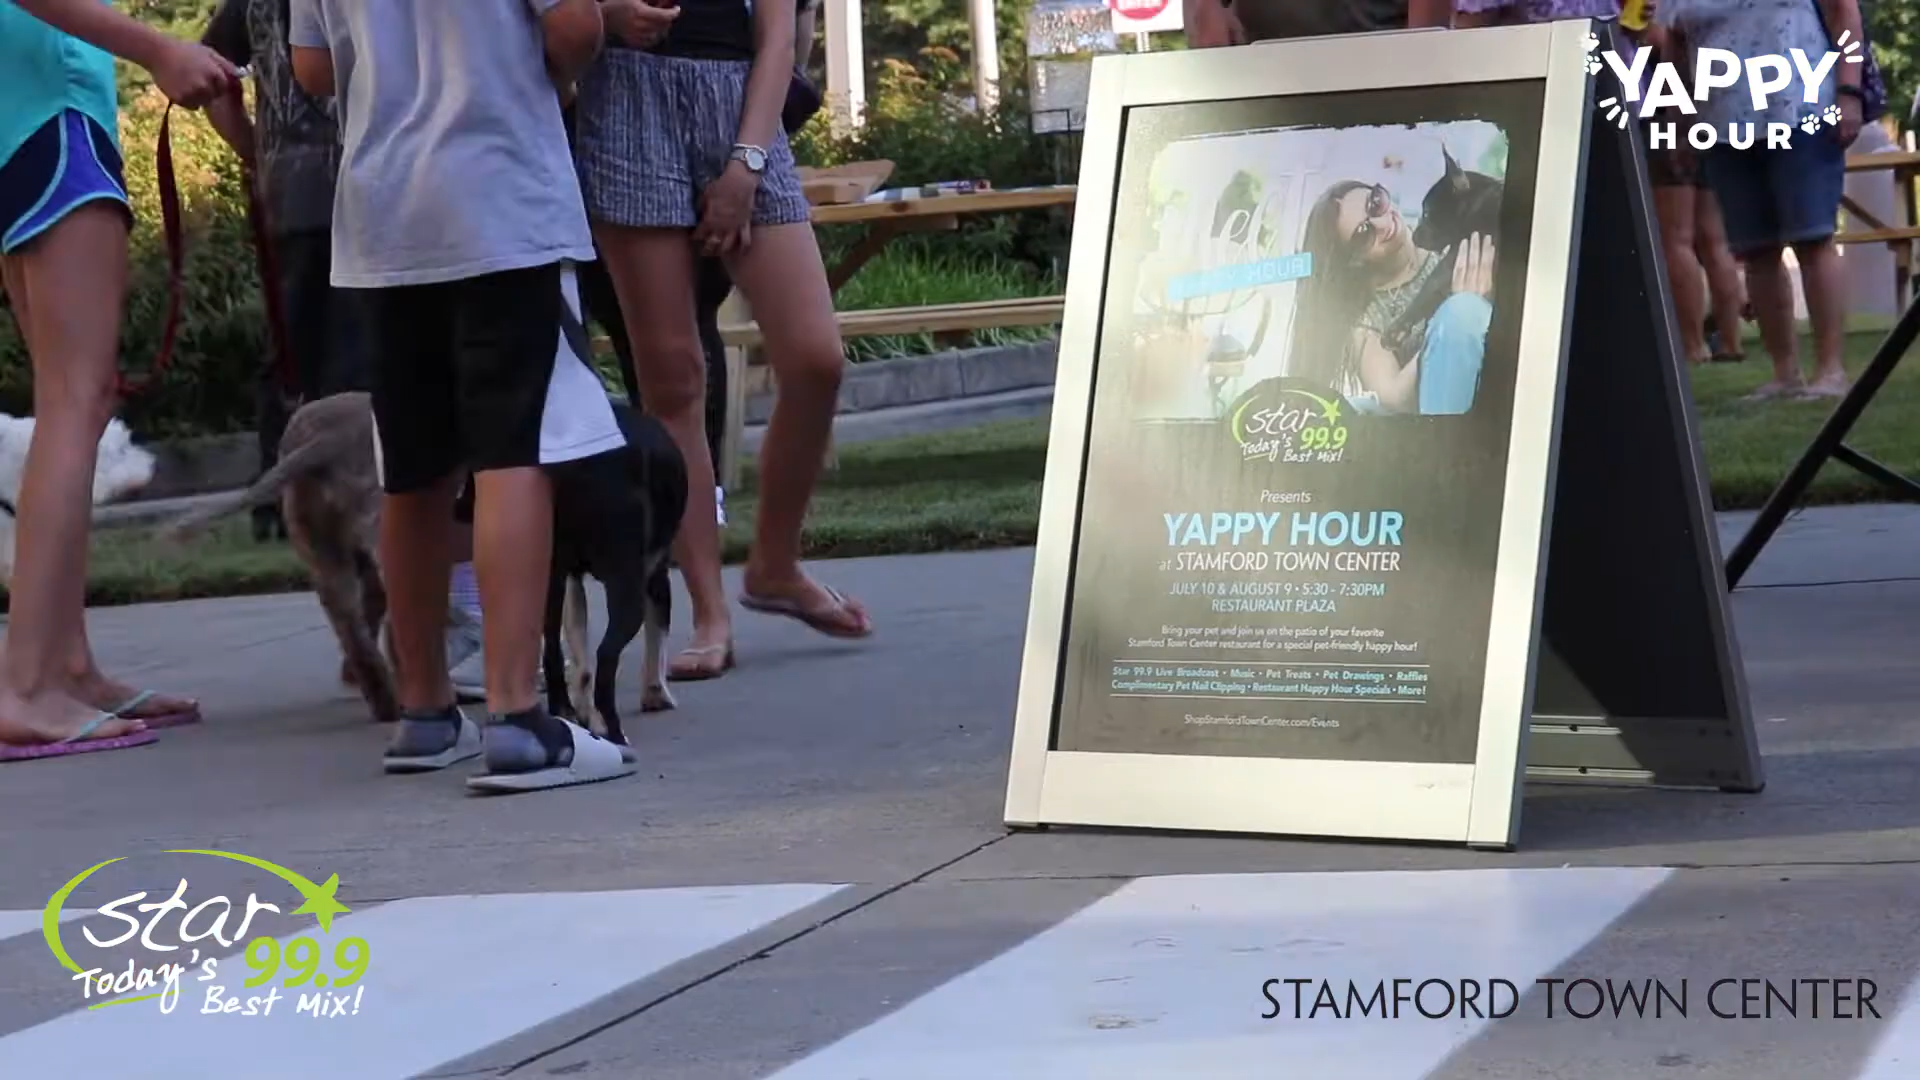 YAPPY
HOUR
YAPPY HOUR
star
99.9
Today's
Best Mix!
Presents
YAPPY HOUR
at STAMFORD TOWN CENTER
JULY 10 & AUGUST 9 • 5:30 - 7:30PM
RESTAURANT PLAZA
Bring your pet and join us on the patio of your favorite
Stamford Town Center restaurant for a special pet-friendly happy hour!
Star 99.9 Live Broadcast • Music • Pet Treats • Pet Drawings • Raffles
Complimentary Pet Nail Clipping • Restaurant Happy Hour Specials • More!
ShopStamfordTownCenter.com/Events
star
99.9
Today's
Best Mix!
STAMFORD TOWN CENTER